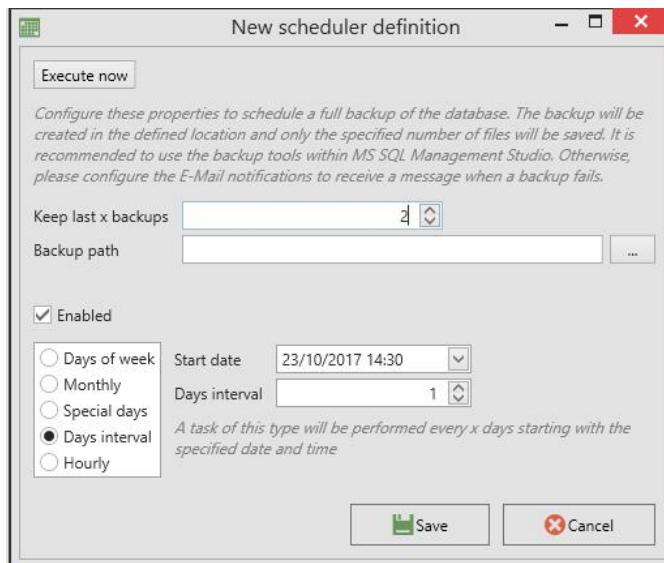 New scheduler definition
Execute now
Configure these properties to schedule a full backup of the database. The backup will be
created in the defined location and only the specified number of files will be saved. It is
recommended to use the backup tools within MS SQL Management Studio. Otherwise,
please configure the E-Mail notifications to receive a message when a backup fails.
Keep last x backups 2
Backup path ...
Enabled
Days of week
Monthly
Special days
Days interval
Hourly
Start date 23/10/2017 14:30
Days interval 1
A task of this type will be performed every x days starting with the
specified date and time
Save Cancel